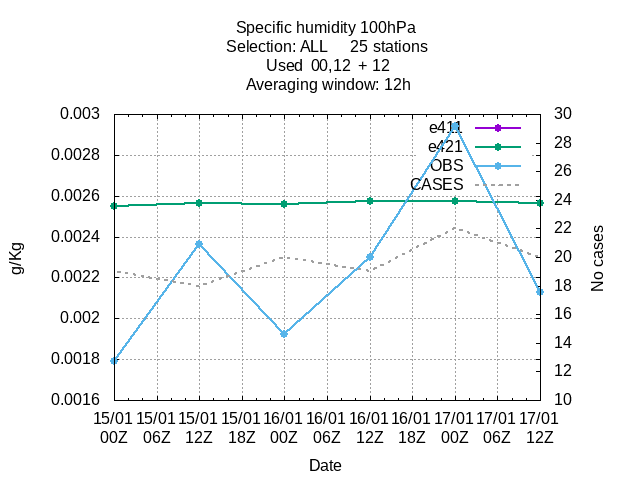 Specific humidity 100hPa
Selection: ALL     25 stations
Used  00,12  + 12
Averaging window: 12h
0.003
0.0028
0.0026
0.0024
0.0022
0.002
0.0018
0.0016
g/Kg
e411
e421
OBS
CASES
30
28
26
24
22
20
18
16
14
12
10
No cases
15/01 15/01 15/01 15/01 16/01 16/01 16/01 16/01 17/01 17/01 17/01
00Z 06Z 12Z 18Z 00Z 06Z 12Z 18Z 00Z 06Z 12Z
Date